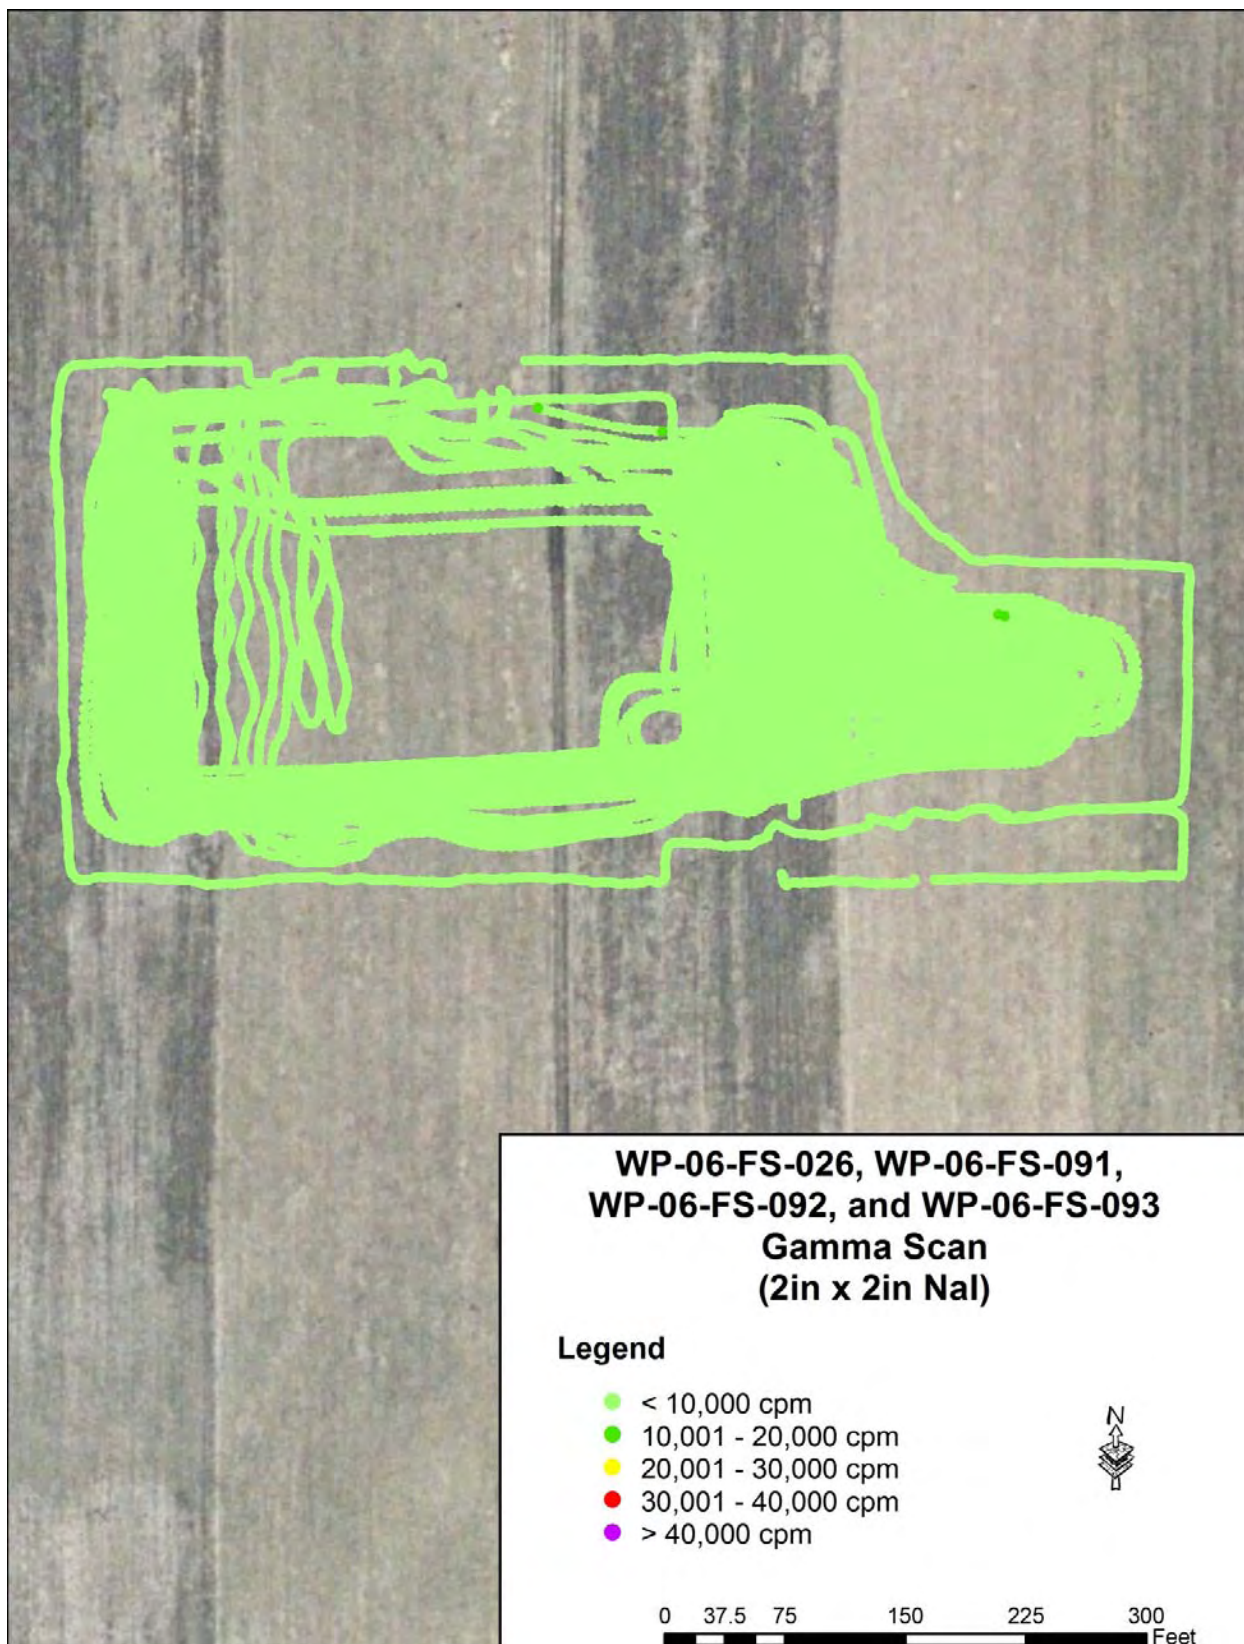 WP-06-FS-026, WP-06-FS-091,
WP-06-FS-092, and WP-06-FS-093
Gamma Scan
(2in x 2in NaI)
Legend
< 10,000 cpm
10,001 - 20,000 cpm
20,001 - 30,000 cpm
30,001 - 40,000 cpm
> 40,000 cpm
N
0 37.5 75 150 225 300
Feet